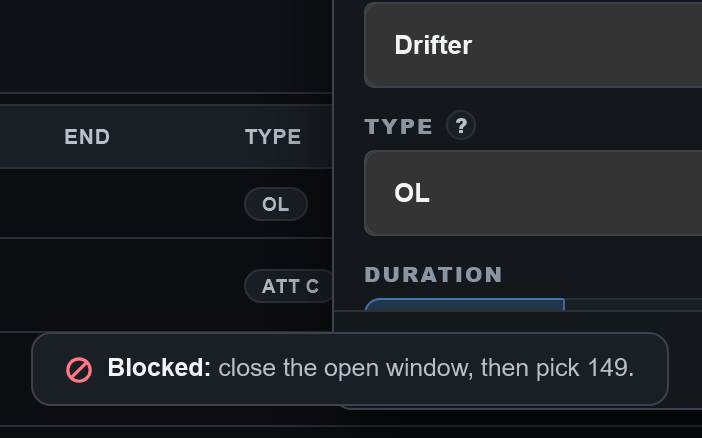 Drifter
TYPE ?
OL
DURATION
END TYPE
OL
ATT C
Blocked: close the open window, then pick 149.